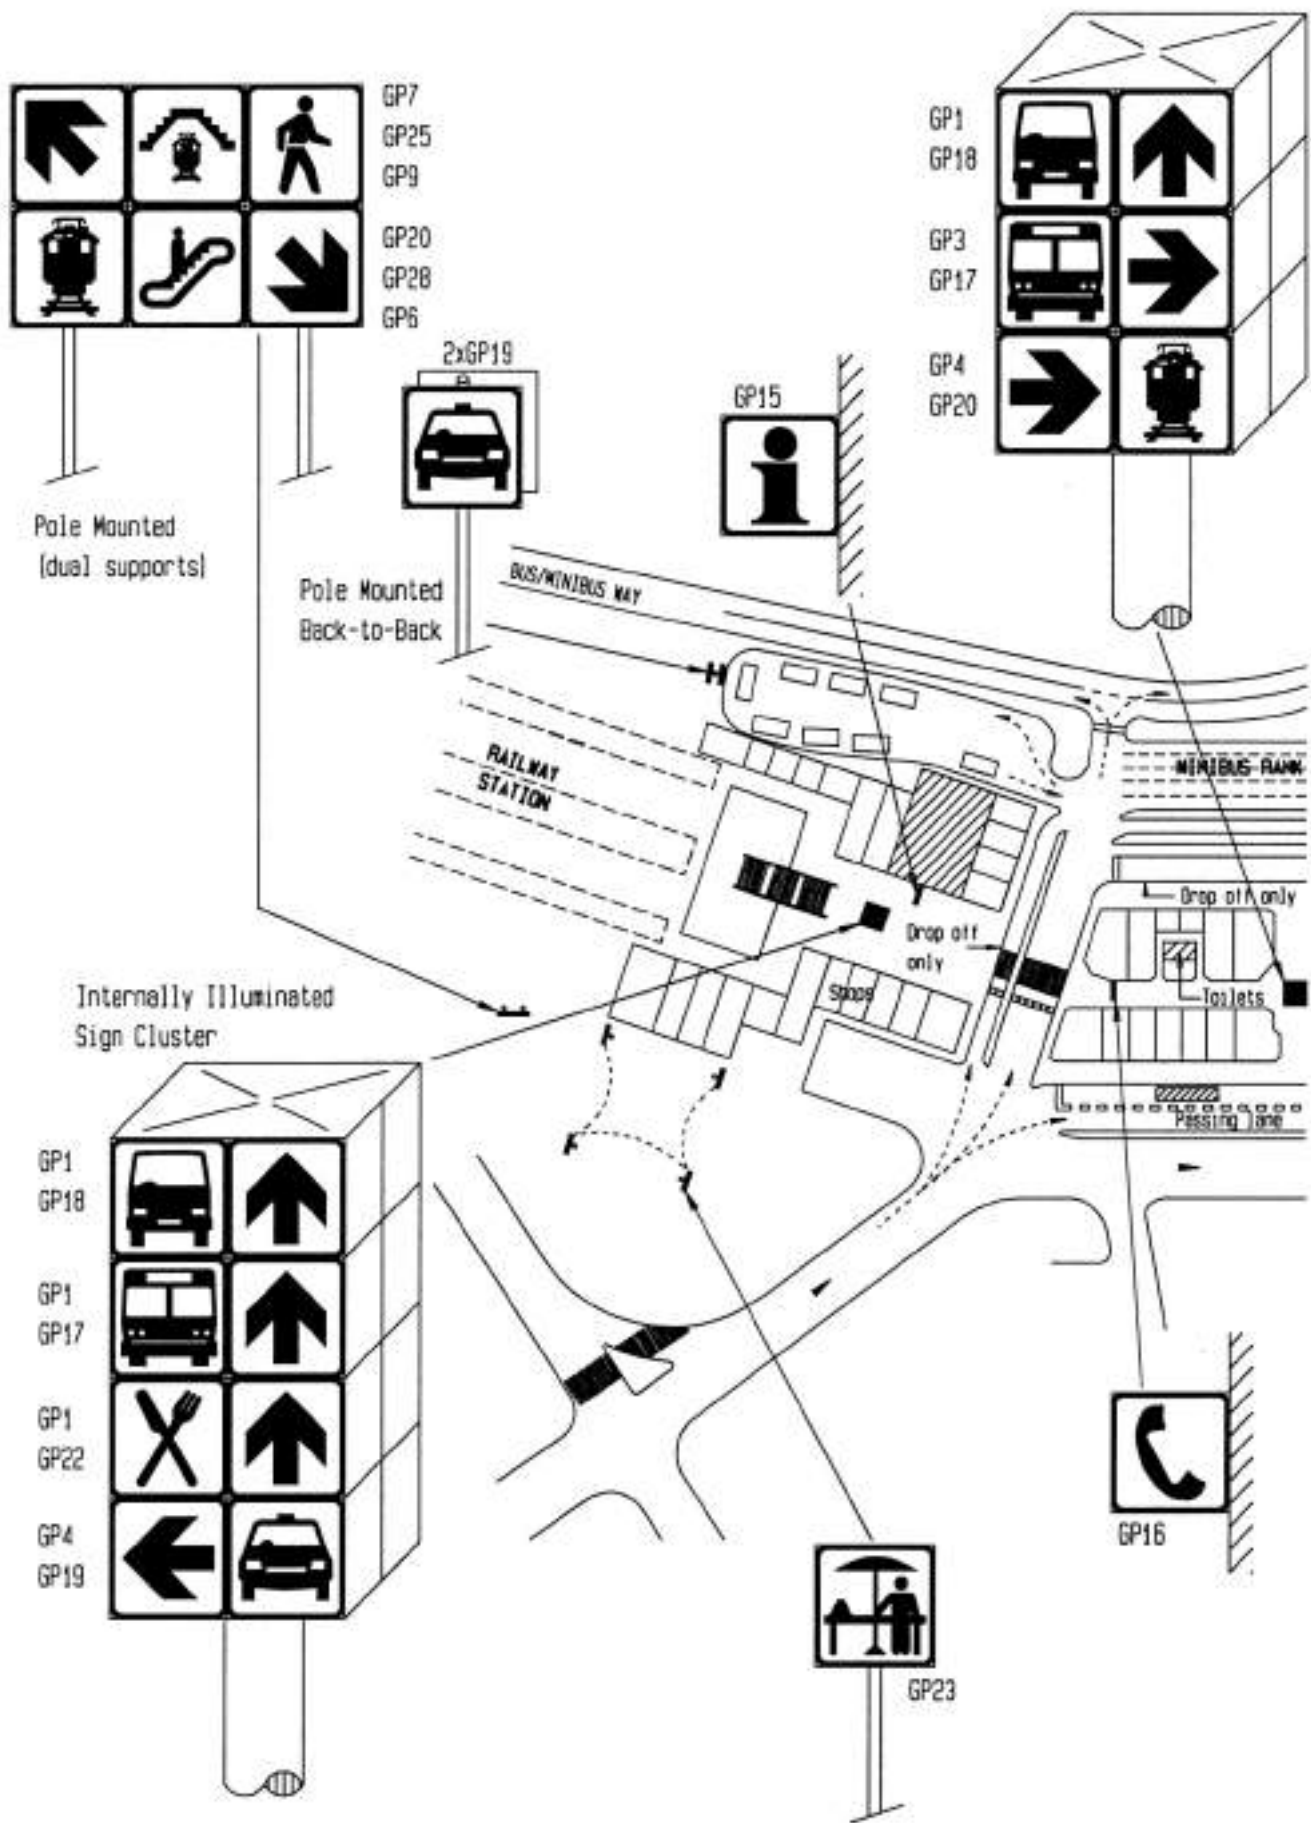 GP7
GP25
GP9
GP20
GP28
GP6
GP1
GP18
GP3
GP17
GP4
GP20
2xGP19
GP15
Pole Mounted
(dual supports)
Pole Mounted
Back-to-Back
BUS/MINIBUS WAY
RAILWAY
STATION
MINIBUS RANK
Drop off only
Drop off
only
Shops
Toilets
Passing lane
Internally Illuminated
Sign Cluster
GP1
GP18
GP1
GP17
GP1
GP22
GP4
GP19
GP16
GP23